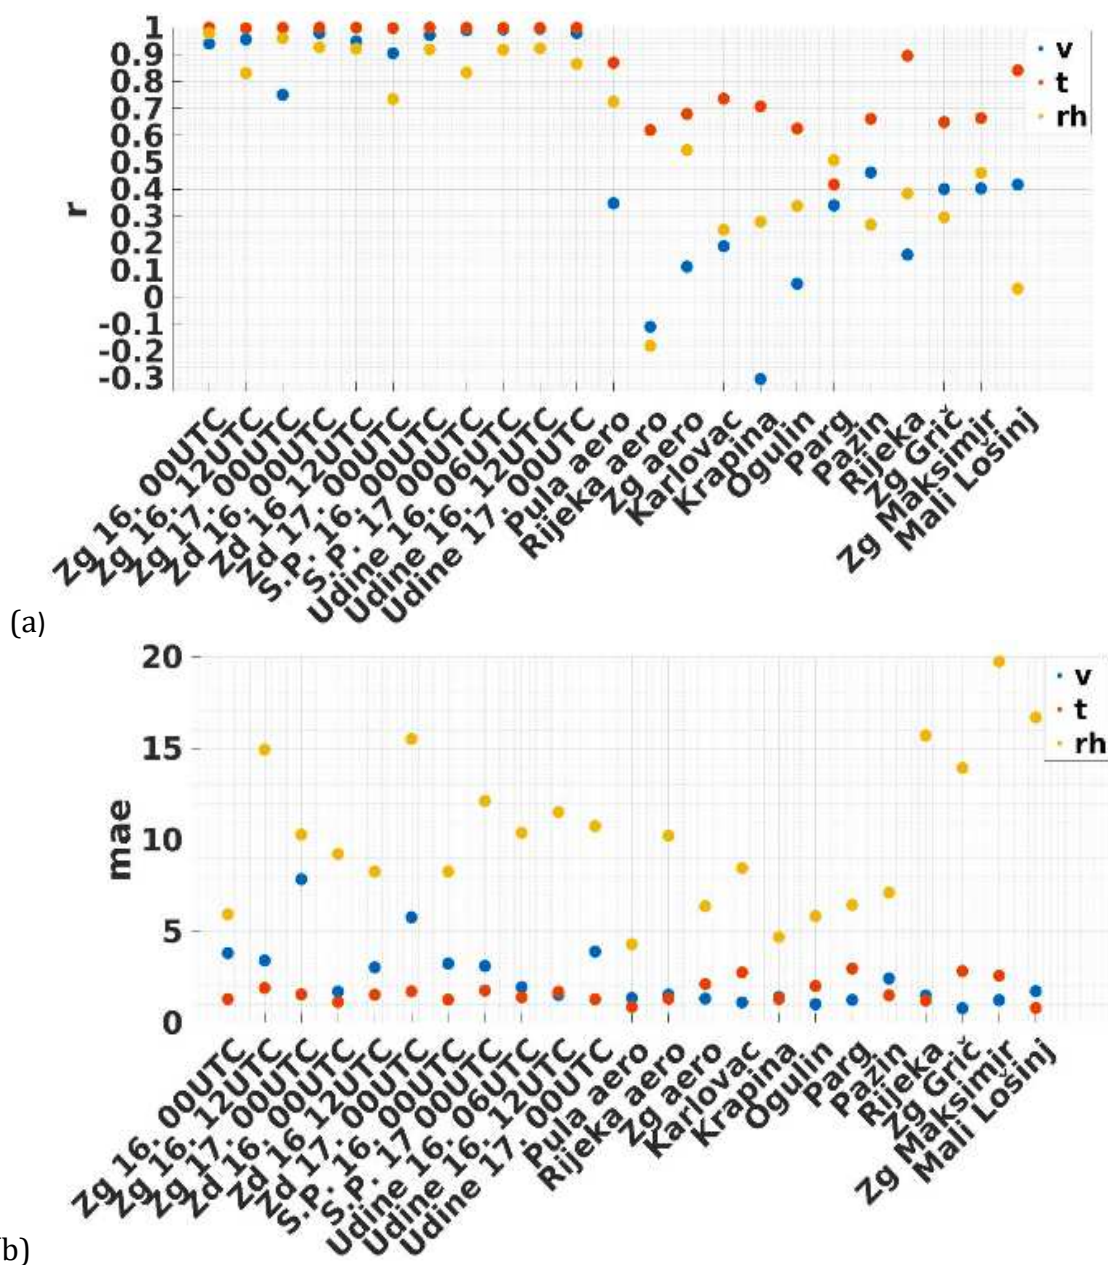 1
0.9
0.8
0.7
0.6
0.5
0.4
0.3
0.2
0.1
0
-0.1
-0.2
-0.3
r
v
t
rh
Zg 16. 00UTC
Zg 16. 12UTC
Zg 17. 00UTC
Zd 16. 00UTC
Zd 16 12UTC
Zd 17. 00UTC
S.P. 16. 00UTC
S.P. 17 00UTC
Udine 16. 06UTC
Udine 16. 12UTC
Udine 17. 00UTC
Pula aero
Rijeka aero
Zg aero
Karlovac
Krapina
Ogulin
Parg
Pazin
Rijeka
Zg Grič
Zg Maksimir
Mali Lošinj
(a)
20
15
10
5
0
mae
v
t
rh
Zg 16. 00UTC
Zg 16. 12UTC
Zg 17. 00UTC
Zd 16. 00UTC
Zd 16 12UTC
Zd 17. 00UTC
S.P. 16. 00UTC
S.P. 17 00UTC
Udine 16. 06UTC
Udine 16. 12UTC
Udine 17. 00UTC
Pula aero
Rijeka aero
Zg aero
Karlovac
Krapina
Ogulin
Parg
Pazin
Rijeka
Zg Grič
Zg Maksimir
Mali Lošinj
b)